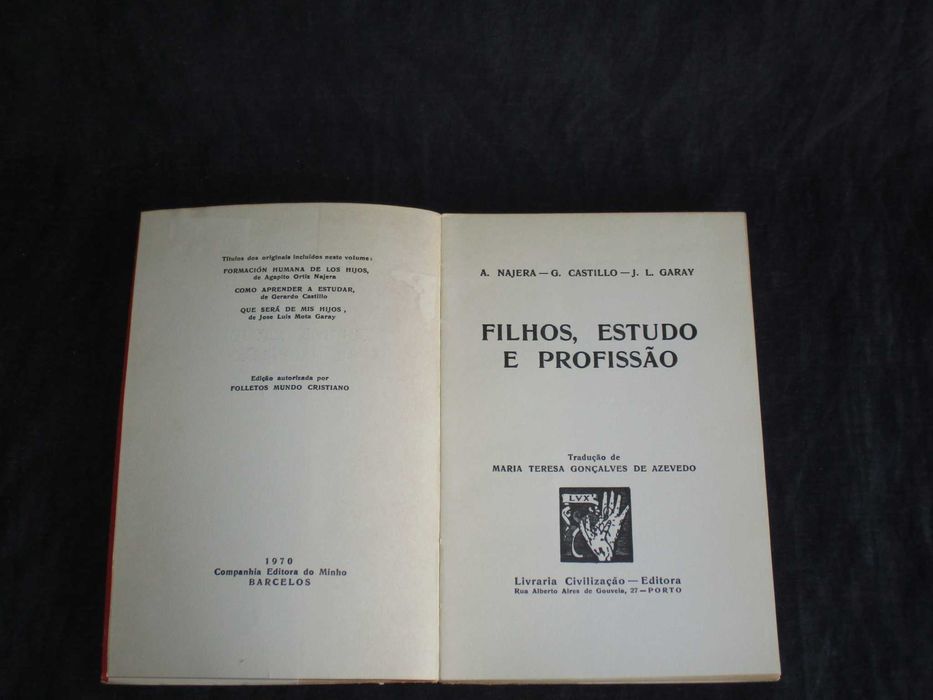 Títulos dos originais incluídos neste volume:
FORMACIÓN HUMANA DE LOS HIJOS,
de Agapito Ortiz Najera
COMO APRENDER A ESTUDAR,
de Gerardo Castillo
QUE SERÁ DE MIS HIJOS,
de Jose Luis Mota Garay
Edição autorizada por
FOLLETOS MUNDO CRISTIANO
1970
Companhia Editora do Minho
BARCELOS
A. NAJERA — G. CASTILLO — J. L. GARAY
FILHOS, ESTUDO
E PROFISSÃO
Tradução de
MARIA TERESA GONÇALVES DE AZEVEDO
LVX
Livraria Civilização — Editora
Rua Alberto Aires de Gouveia, 27 — PORTO